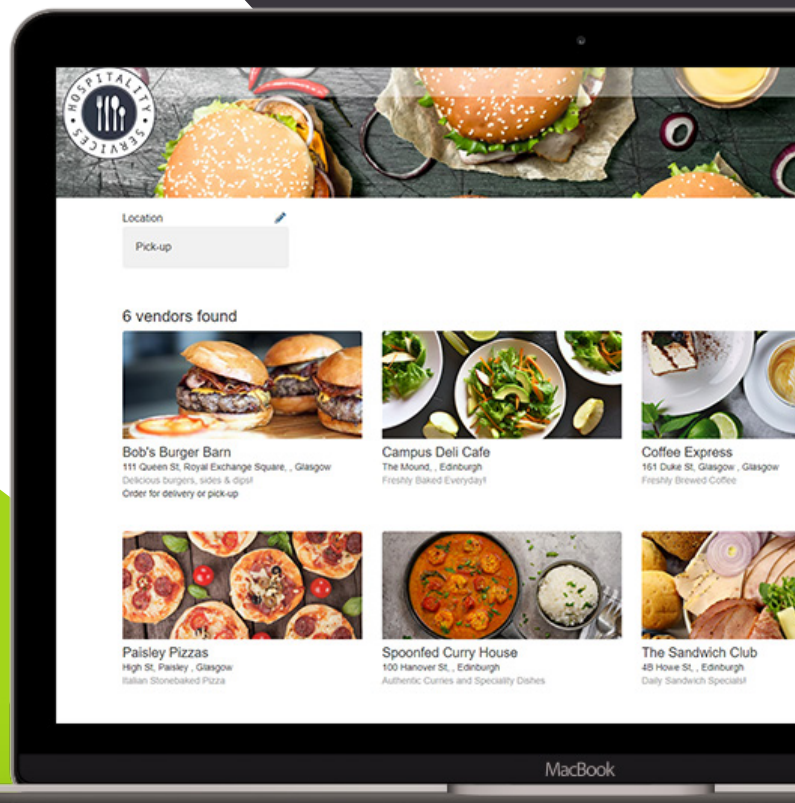 HOSPITALITY
SERVICES
Location
Pick-up
6 vendors found
Bob's Burger Barn
111 Queen St, Royal Exchange Square, , Glasgow
Delicious burgers, sides & dips!
Order for delivery or pick-up
Campus Deli Cafe
The Mound, , Edinburgh
Freshly Baked Everyday!
Coffee Express
161 Duke St, Glasgow , Glasgow
Freshly Brewed Coffee
Paisley Pizzas
High St, Paisley , Glasgow
Italian Stonebaked Pizza
Spoonfed Curry House
100 Hanover St, , Edinburgh
Authentic Curries and Speciality Dishes
The Sandwich Club
48 Howe St, , Edinburgh
Daily Sandwich Specials!
MacBook